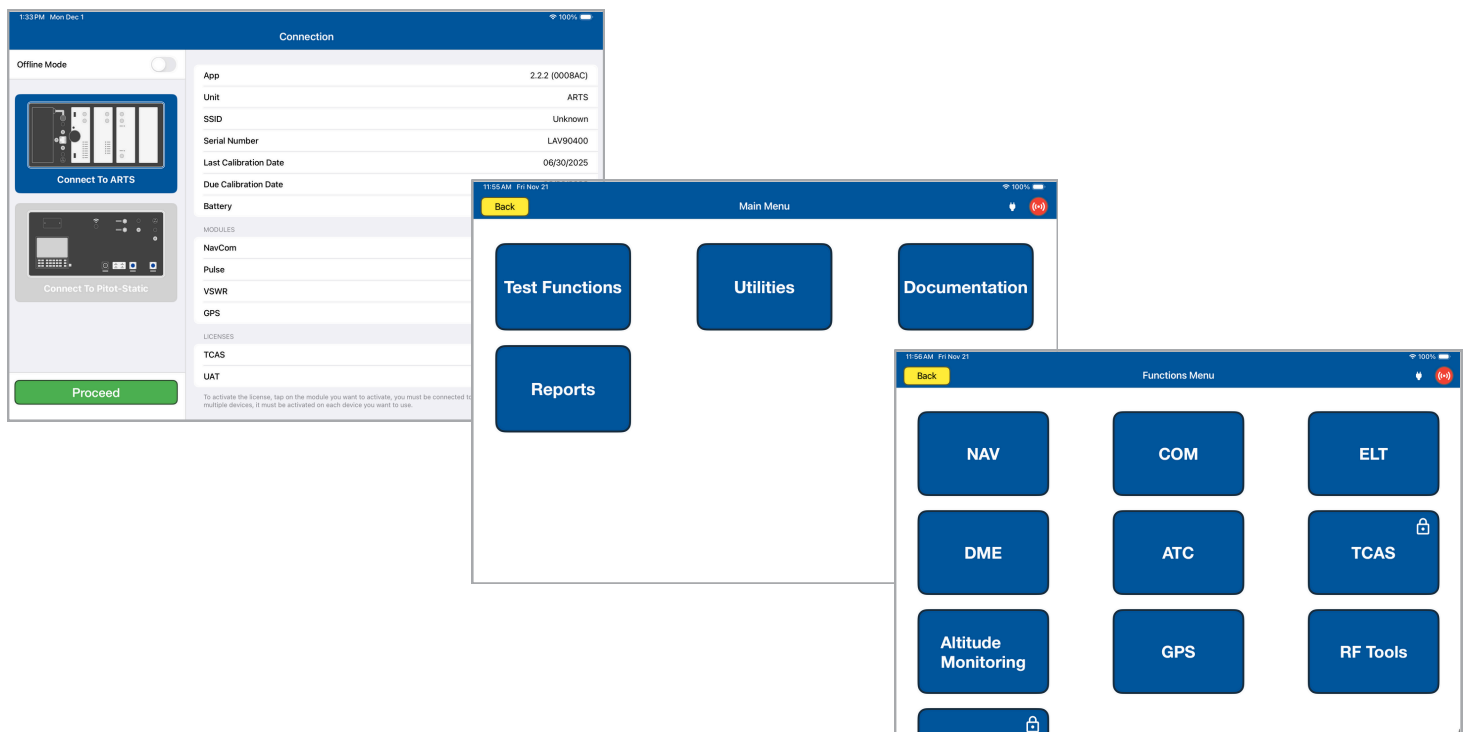 1:33 PM Mon Dec 1
100%
Connection
Offline Mode
Connect To ARTS
Connect To Pitot-Static
Proceed
App 2.2.2 (0008AC)
Unit ARTS
SSID Unknown
Serial Number LAV90400
Last Calibration Date 06/30/2025
Due Calibration Date
Battery
MODULES
NavCom
Pulse
VSWR
GPS
LICENSES
TCAS
UAT
To activate the license, tap on the module you want to activate, you must be connected to
multiple devices, it must be activated on each device you want to use.
11:55 AM Fri Nov 21
100%
Back
Main Menu
Test Functions
Utilities
Documentation
Reports
11:56 AM Fri Nov 21
100%
Back
Functions Menu
NAV
COM
ELT
DME
ATC
TCAS
Altitude
Monitoring
GPS
RF Tools